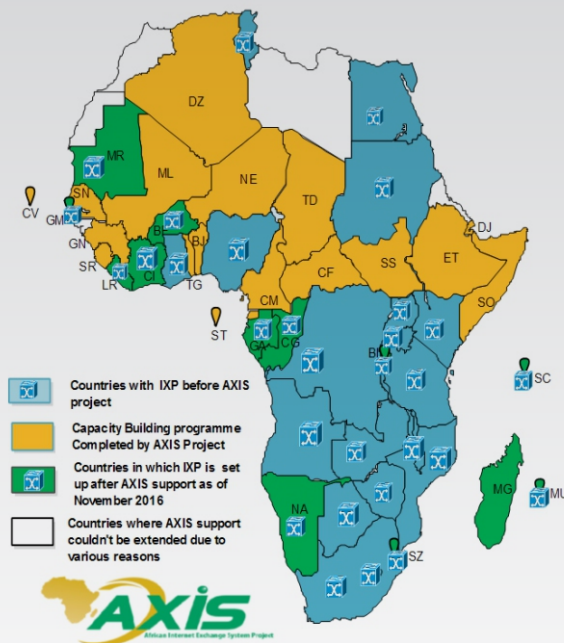 DZ
MR
ML
NE
TD
SN
CV
GM
GN
SR
LR
CI
BF
BJ
TG
CM
CF
SS
ET
DJ
SO
ST
GA
CG
BI
SC
MG
MU
NA
SZ
Countries with IXP before AXIS
project
Capacity Building programme
Completed by AXIS Project
Countries in which IXP is set
up after AXIS support as of
November 2016
Countries where AXIS support
couldn't be extended due to
various reasons
AXIS
African Internet Exchange System Project